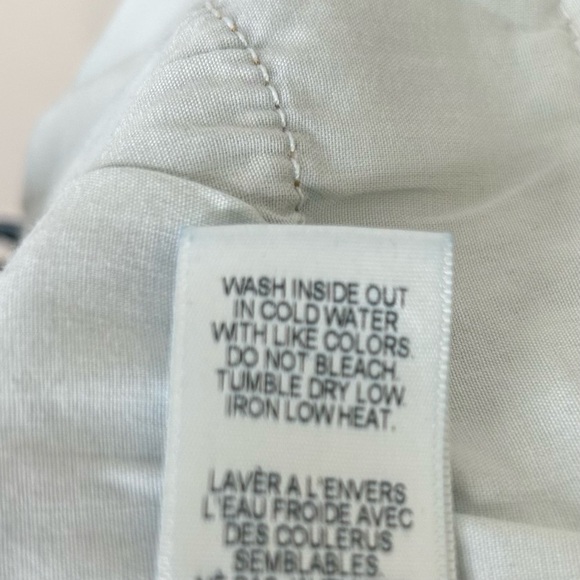 WASH INSIDE OUT
IN COLD WATER
WITH LIKE COLORS.
DO NOT BLEACH.
TUMBLE DRY LOW.
IRON LOW HEAT.
LAVÈR A L'ENVERS
L'EAU FROIDE AVEC
DES COULERUS
SEMBLABLES.